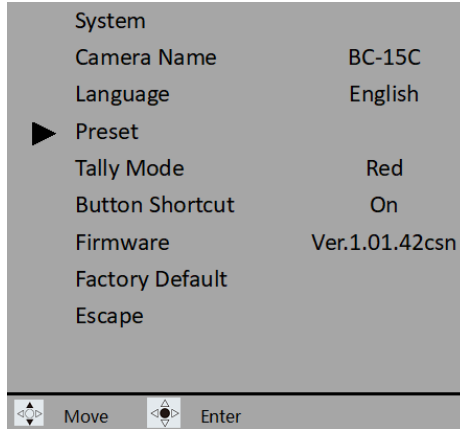 System
Camera Name BC-15C
Language English
Preset
Tally Mode Red
Button Shortcut On
Firmware Ver.1.01.42csn
Factory Default
Escape
Move Enter